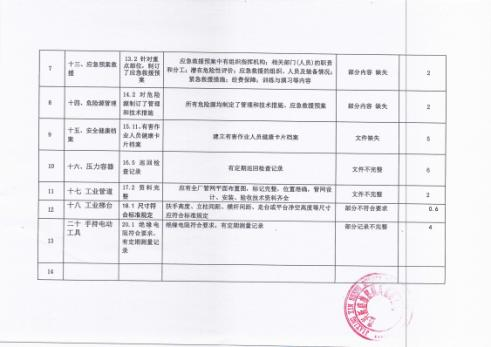 7 十三、应急预案救援 13.2 针对重点部位,制订了应急救援预案 应急救援预案中有组织指挥机构;相关部门(人员)的职责和分工;潜在危险性评价;应急救援的组织、人员及装备情况;紧急救援措施;经费保障;训练与演习等内容 部分内容 缺失 2
8 十四、危险源管理 14.2 对危险源制订了管理和技术措施 所有危险源均制定了管理和技术措施、应急救援预案 部分内容 缺失 2
9 十五、安全健康档案 15.11、有害作业人员健康卡片档案 建立有害作业人员健康卡片档案 文件缺失 5
10 十六、压力容器 16.5 巡回检查记录 有定期巡回检查记录 文件不完整 6
11 十七 工业管道 17.2 资料完整 应有全厂管网平面布置图,标记完整,位置准确,管网设计、安装、验收技术资料齐全 文件不完整 2
12 十八 工业梯台 18.1 尺寸符合标准规定 扶手高度、立柱间距、横杆间距、走台或平台净空高度等尺寸应符合标准规定 部分不符合要求 0.6
13 二十 手持电动工具 20.1 绝缘电阻符合要求,有定期测量记录 绝缘电阻符合要求,有定期测量记录 部分记录不完整 4
14